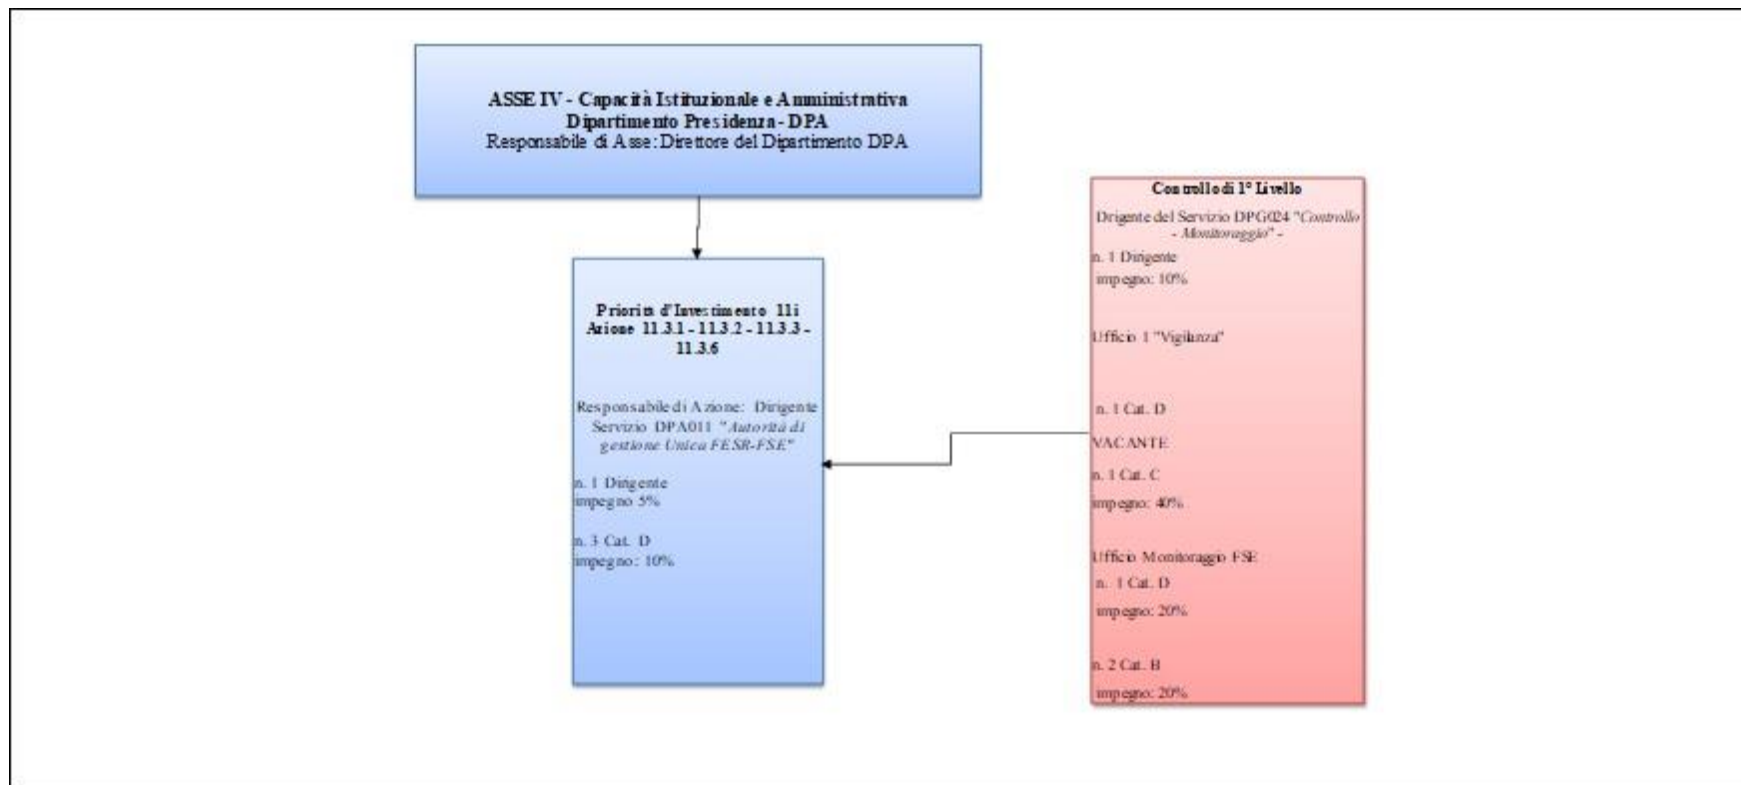 ASSE IV - Capacità Istituzionale e Amministrativa
Dipartimento Presidenza - DPA
Responsabile di Asse: Direttore del Dipartimento DPA
Priorità d'Investimento 11i
Azione 11.3.1 - 11.3.2 - 11.3.3 -
11.3.6
Responsabile di Azione: Dirigente
Servizio DPA011 "Autorità di
gestione Unica FESR-FSE"
n. 1 Dirigente
impegno 5%
n. 3 Cat. D
impegno: 10%
Controllo di 1° Livello
Dirigente del Servizio DPG024 "Controllo
- Monitoraggio" -
n. 1 Dirigente
impegno: 10%
Ufficio 1 "Vigilanza"
n. 1 Cat. D
VACANTE
n. 1 Cat. C
impegno: 40%
Ufficio Monitoraggio FSE
n. 1 Cat. D
impegno: 20%
n. 2 Cat. B
impegno: 20%